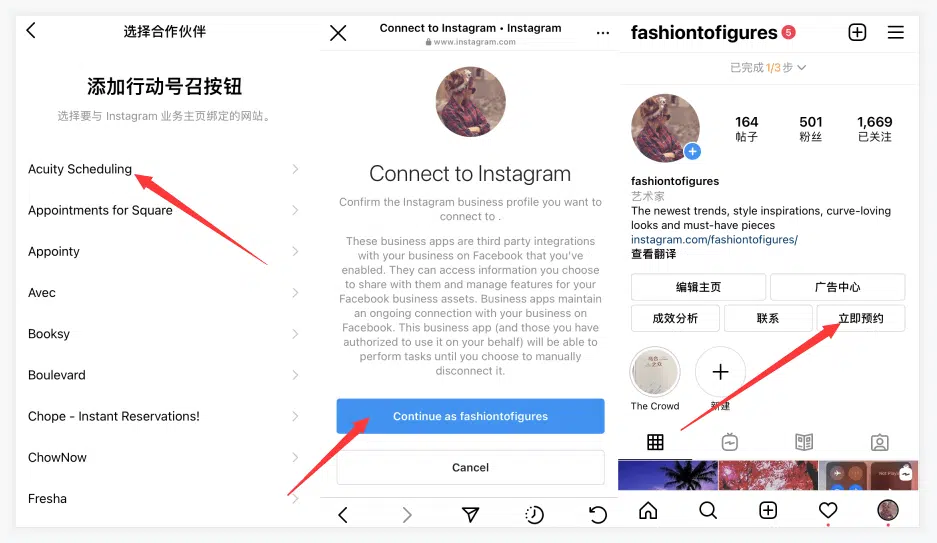 选择合作伙伴
添加行动号召按钮
选择要与 Instagram 业务主页绑定的网站。
Acuity Scheduling
Appointments for Square
Appointy
Avec
Booksy
Boulevard
Chope - Instant Reservations!
ChowNow
Fresha
Connect to Instagram • Instagram
www.instagram.com
Connect to Instagram
Confirm the Instagram business profile you want to
connect to .
These business apps are third party integrations
with your business on Facebook that you've
enabled. They can access information you choose
to share with them and manage features for your
Facebook business assets. Business apps maintain
an ongoing connection with your business on
Facebook. This business app (and those you have
authorized to use it on your behalf) will be able to
perform tasks until you choose to manually
disconnect it.
Continue as fashiontofigures
Cancel
fashiontofigures 5
已完成 1/3 步
164 501 1,669
帖子 粉丝 已关注
fashiontofigures
艺术家
The newest trends, style inspirations, curve-loving
looks and must-have pieces
instagram.com/fashiontofigures/
查看翻译
编辑主页 广告中心
成效分析 联系 立即预约
The Crowd 新建